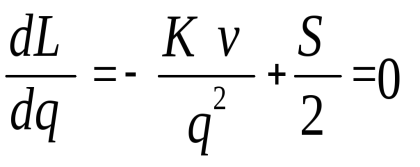 dL/dq = - K v/q² + S/2 = 0